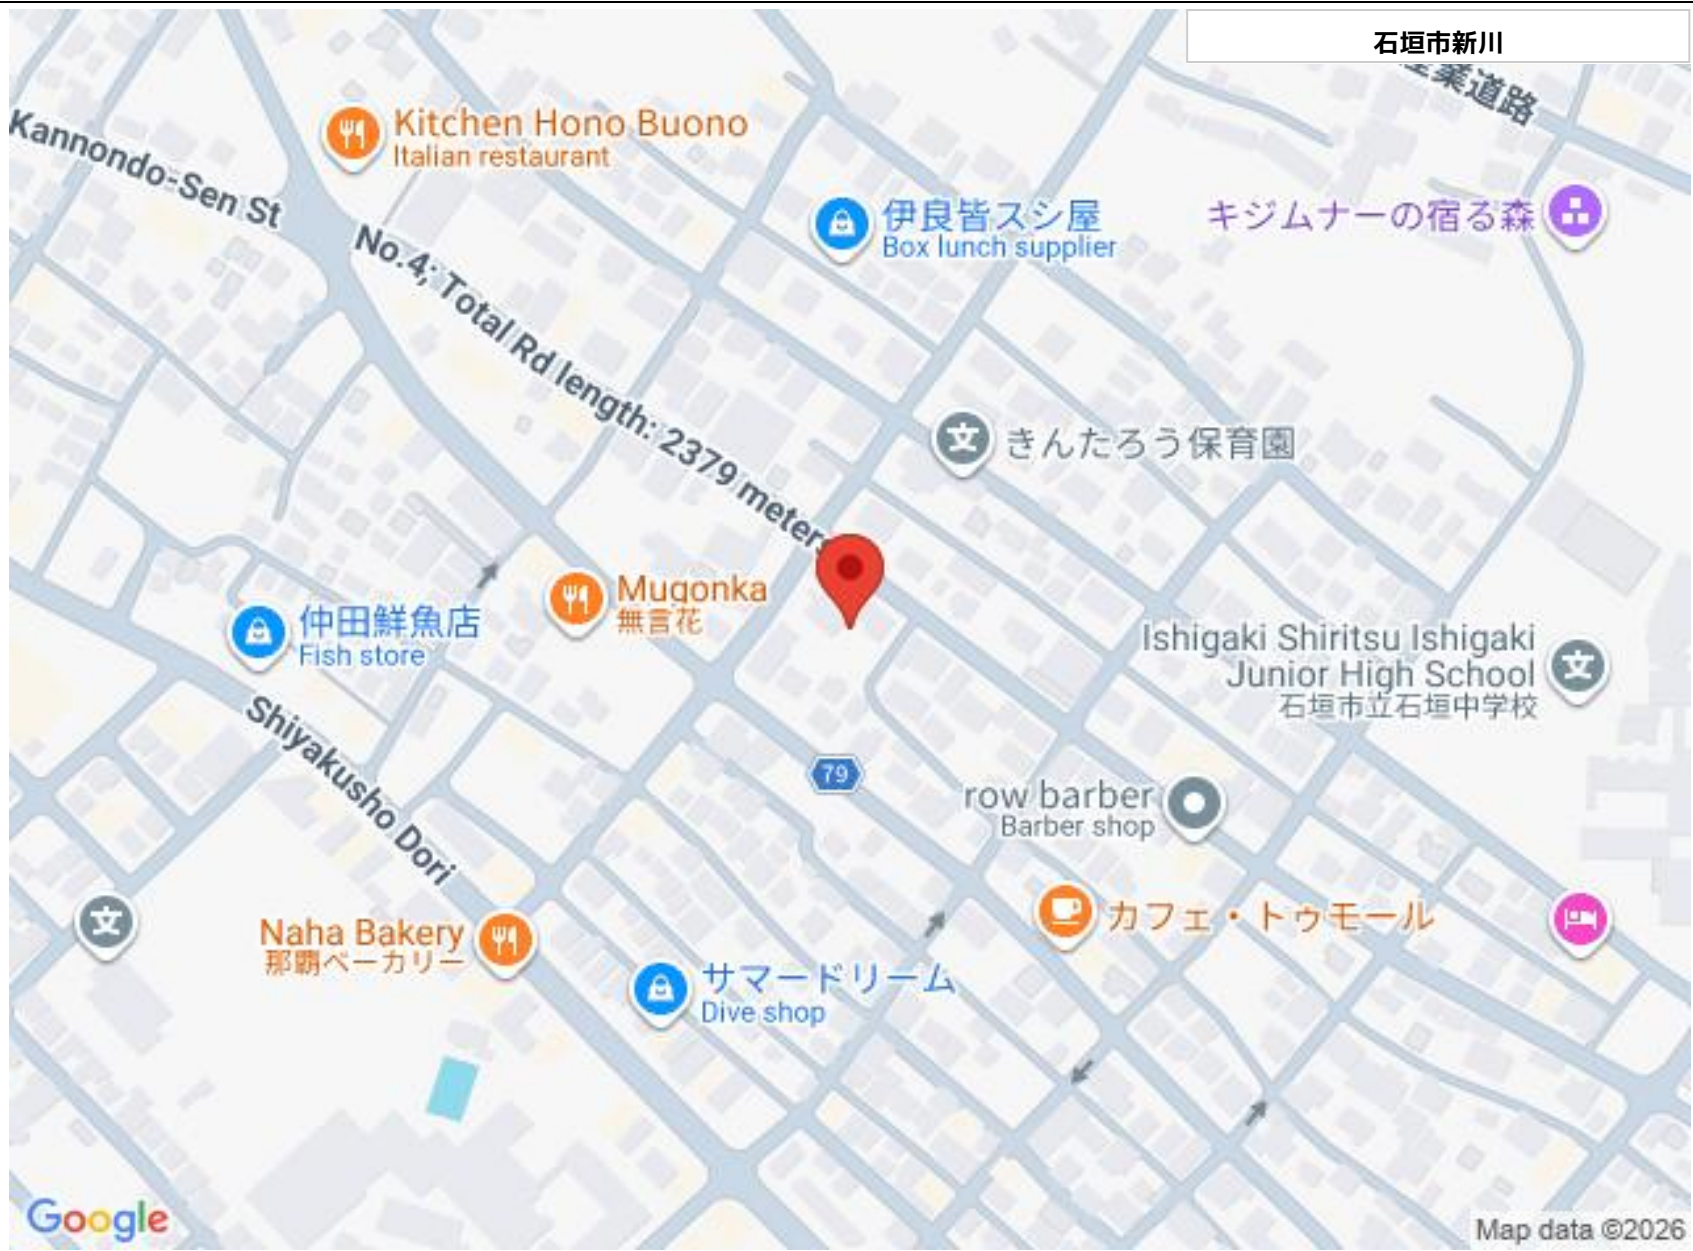 石垣市新川
産業道路
Kannondo-Sen St
Kitchen Hono Buono
Italian restaurant
No.4; Total Rd length: 2379 meters
伊良皆スシ屋
Box lunch supplier
キジムナーの宿る森
きんたろう保育園
Mugonka
無言花
仲田鮮魚店
Fish store
Ishigaki Shiritsu Ishigaki
Junior High School
石垣市立石垣中学校
Shiyakusho Dori
79
row barber
Barber shop
カフェ・トゥモール
Naha Bakery
那覇ベーカリー
サマードリーム
Dive shop
文
文
文
Google
Map data ©2026